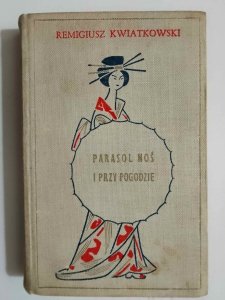 REMIGIUSZ KWIATKOWSKI
PARASOL NOŚ
I PRZY POGODZIE